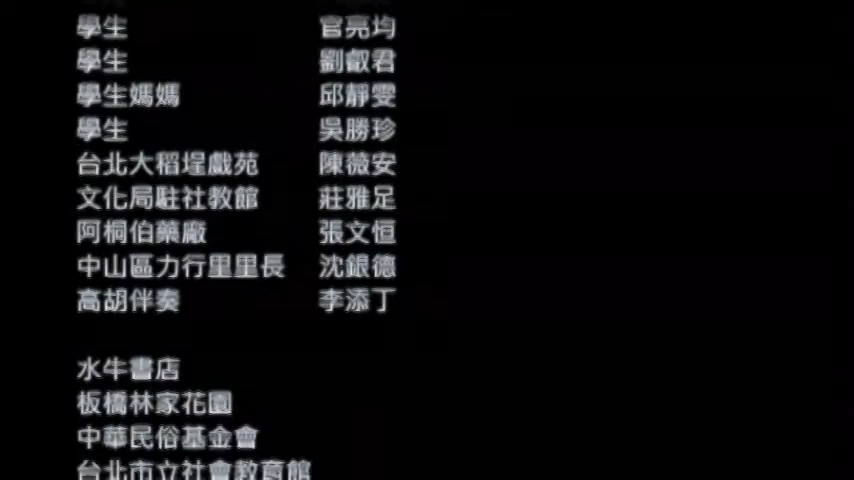 學生 官亮均
學生 劉叡君
學生媽媽 邱靜雯
學生 吳勝珍
台北大稻埕戲苑 陳薇安
文化局駐社教館 莊雅足
阿桐伯藥廠 張文恒
中山區力行里里長 沈銀德
高胡伴奏 李添丁
水牛書店
板橋林家花園
中華民俗基金會
台北市立社會教育館